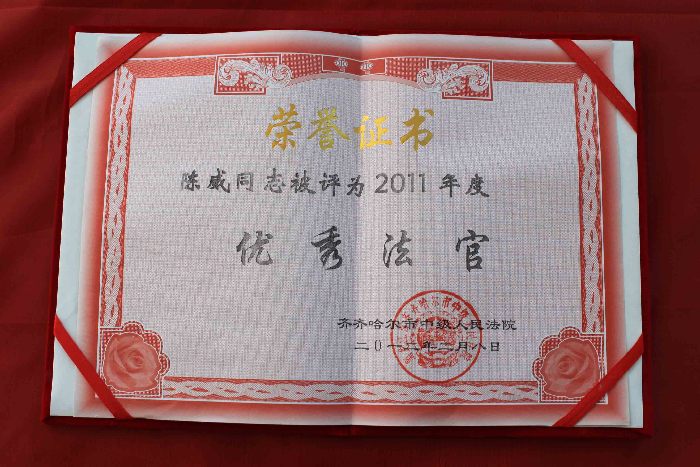 荣誉证书
陈威同志被评为2011年度
优秀法官
齐齐哈尔市中级人民法院
二〇一二年一月八日